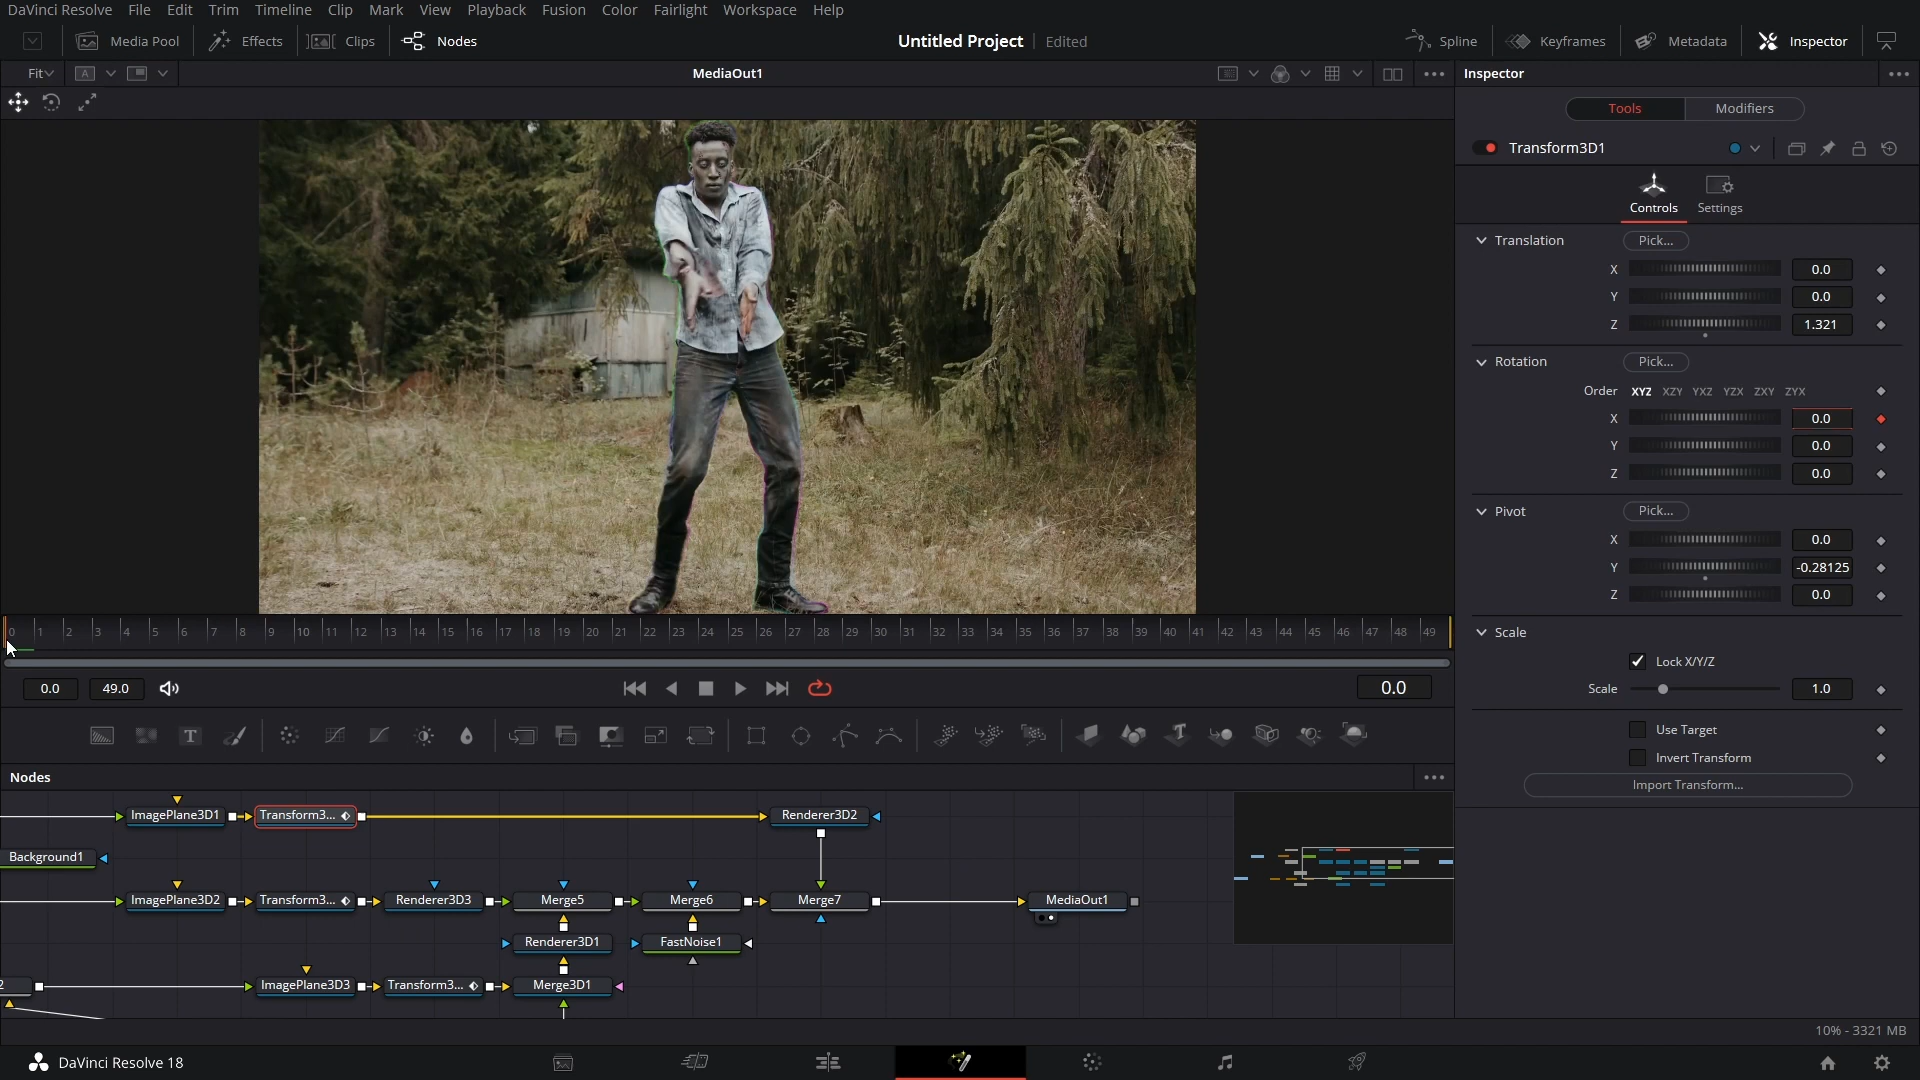 DaVinci Resolve File Edit Trim Timeline Clip Mark View Playback Fusion Color Fairlight Workspace Help
Media Pool Effects Clips Nodes Untitled Project Edited Spline Keyframes Metadata Inspector
Fit A MediaOut1 Inspector
Tools Modifiers
Transform3D1
Controls Settings
Translation Pick...
X 0.0
Y 0.0
Z 1.321
Rotation Pick...
Order XYZ XZY YXZ YZX ZXY ZYX
X 0.0
Y 0.0
Z 0.0
Pivot Pick...
X 0.0
Y -0.28125
Z 0.0
Scale
Lock X/Y/Z
Scale 1.0
Use Target
Invert Transform
Import Transform...
0 1 2 3 4 5 6 7 8 9 10 11 12 13 14 15 16 17 18 19 20 21 22 23 24 25 26 27 28 29 30 31 32 33 34 35 36 37 38 39 40 41 42 43 44 45 46 47 48 49
0.0 49.0 0.0
T T
Nodes
ImagePlane3D1 Transform3... Renderer3D2
Background1
ImagePlane3D2 Transform3... Renderer3D3 Merge5 Merge6 Merge7 MediaOut1
Renderer3D1 FastNoise1
2 ImagePlane3D3 Transform3... Merge3D1
10% - 3321 MB
DaVinci Resolve 18